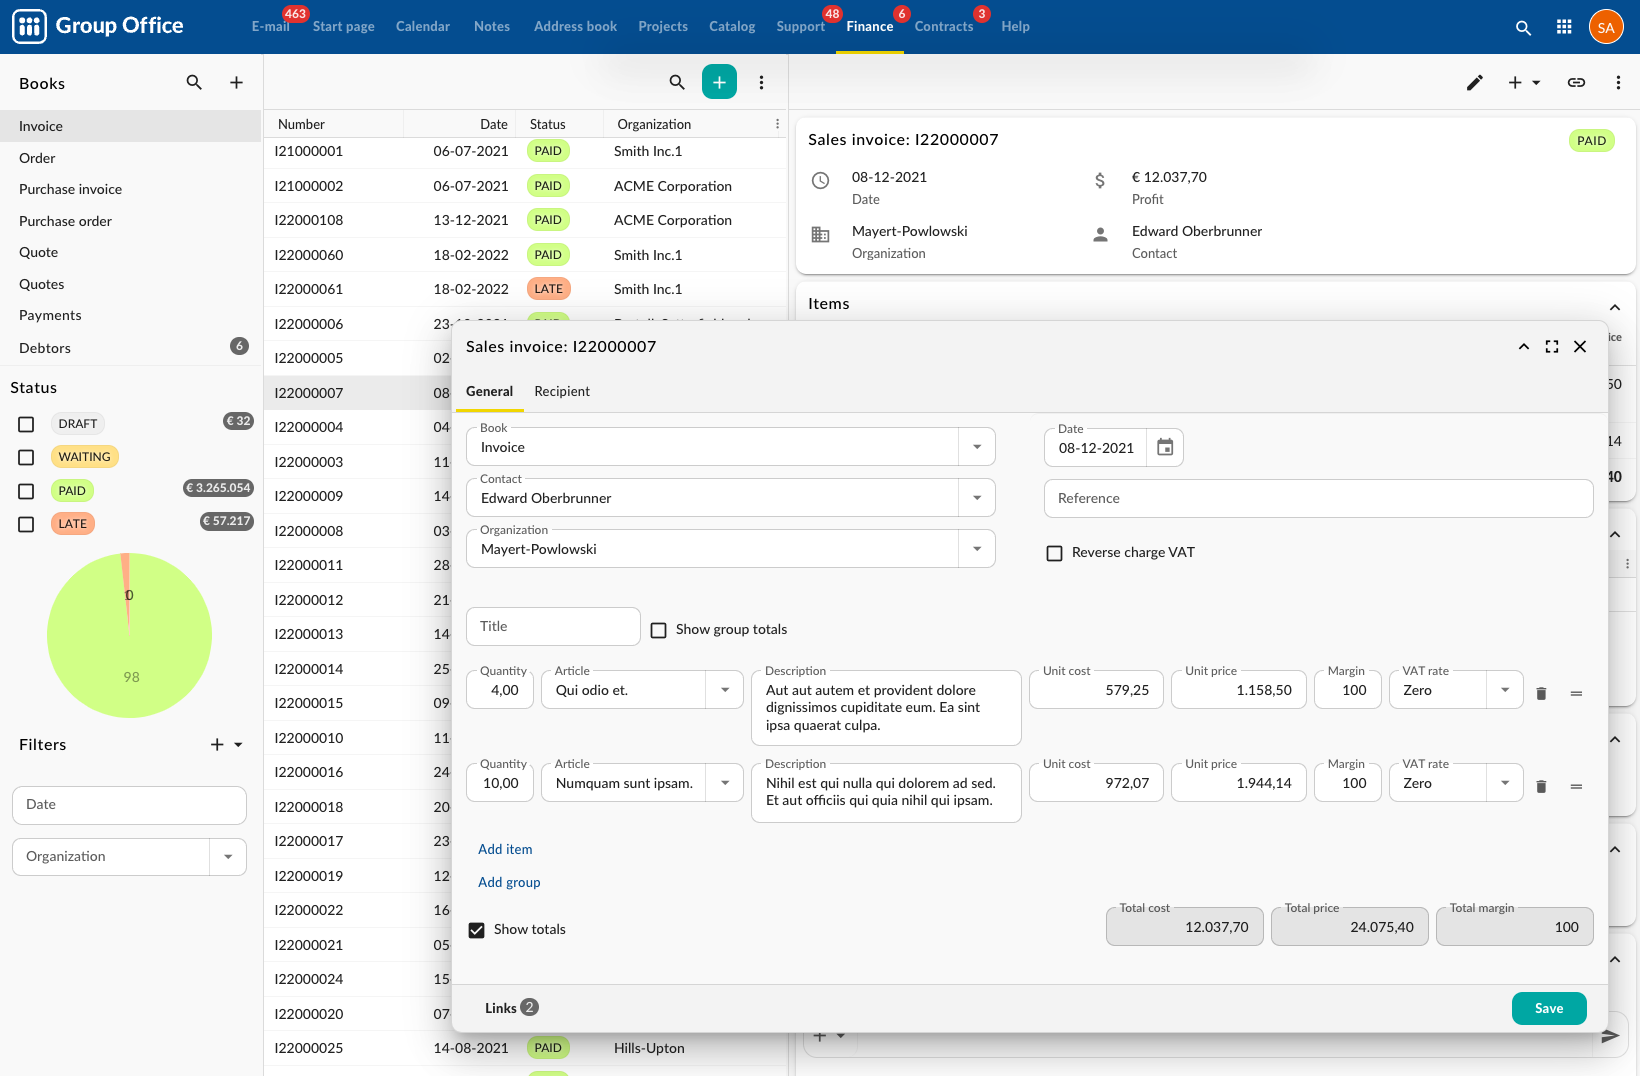 Group Office
E-mail
463
Start page
Calendar
Notes
Address book
Projects
Catalog
Support
48
Finance
6
Contracts
3
Help
SA
Books
Invoice
Order
Purchase invoice
Purchase order
Quote
Quotes
Payments
Debtors
6
Status
DRAFT
€ 32
WAITING
PAID
€ 3.265.054
LATE
€ 57.217
98
Filters
Date
Organization
Number Date Status Organization
I21000001 06-07-2021 PAID Smith Inc.1
I21000002 06-07-2021 PAID ACME Corporation
I22000108 13-12-2021 PAID ACME Corporation
I22000060 18-02-2022 PAID Smith Inc.1
I22000061 18-02-2022 LATE Smith Inc.1
I22000006 23-
I22000005 02
I22000007 08
I22000004 04
I22000003 11
I22000009 14
I22000008 03
I22000011 28
I22000012 21
I22000013 14
I22000014 25
I22000015 09
I22000010 11
I22000016 24
I22000018 20
I22000017 23
I22000019 12
I22000022 16
I22000021 05
I22000024 15
I22000020 07
I22000025 14-08-2021 PAID Hills-Upton
Sales invoice: I22000007
PAID
08-12-2021
Date
€ 12.037,70
Profit
Mayert-Powlowski
Organization
Edward Oberbrunner
Contact
Items
ice
50
14
40
Sales invoice: I22000007
General Recipient
Book
Invoice
Date
08-12-2021
Contact
Edward Oberbrunner
Reference
Organization
Mayert-Powlowski
Reverse charge VAT
Title
Show group totals
Quantity Article Description Unit cost Unit price Margin VAT rate
4,00 Qui odio et. Aut aut autem et provident dolore 579,25 1.158,50 100 Zero
dignissimos cupiditate eum. Ea sint
ipsa quaerat culpa.
Quantity Article Description Unit cost Unit price Margin VAT rate
10,00 Numquam sunt ipsam. Nihil est qui nulla qui dolorem ad sed. 972,07 1.944,14 100 Zero
Et aut officiis qui quia nihil qui ipsam.
Add item
Add group
Show totals
Total cost Total price Total margin
12.037,70 24.075,40 100
Links 2
Save